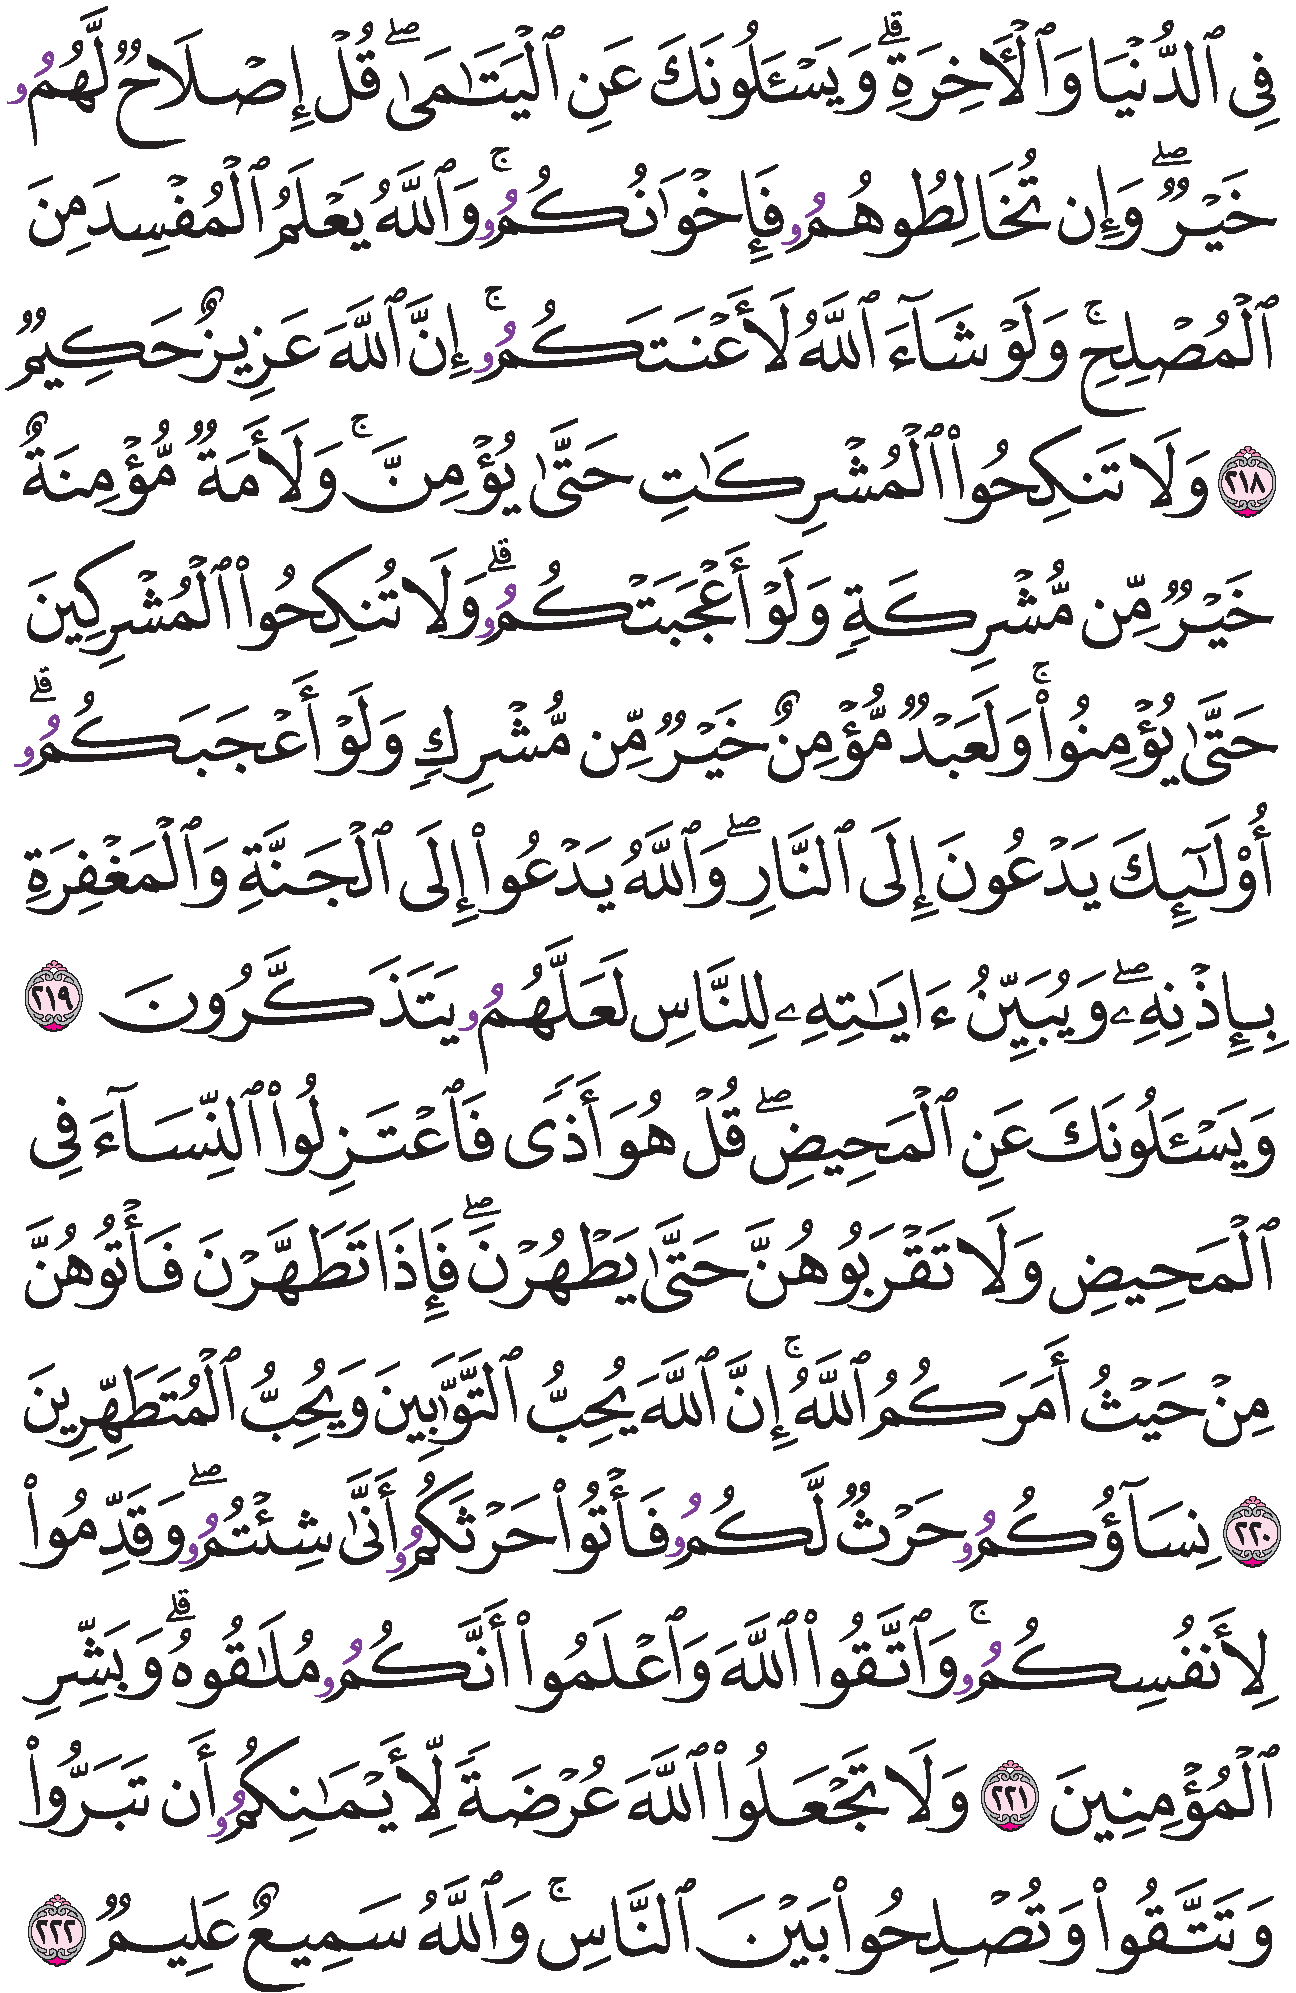 فِي ٱلدُّنْيَا وَٱلْأَخِرَةِۗ وَيَسْـَٔلُونَكَ عَنِ ٱلْيَتَٰمَىٰۖ قُلْ إِصْلَاحٌ لَّهُمُۥ
خَيْرٌۖ وَإِن تُخَالِطُوهُمُۥ فَإِخْوَٰنُكُمُۥۚ وَٱللَّهُ يَعْلَمُ ٱلْمُفْسِدَ مِنَ
ٱلْمُصْلِحِۚ وَلَوْ شَآءَ ٱللَّهُ لَأَعْنَتَكُمُۥۚ إِنَّ ٱللَّهَ عَزِيزٌ حَكِيمٌ
٢١٨ وَلَا تَنكِحُوا۟ ٱلْمُشْرِكَٰتِ حَتَّىٰ يُؤْمِنَّۚ وَلَأَمَةٌ مُّؤْمِنَةٌ
خَيْرٌ مِّن مُّشْرِكَةٍ وَلَوْ أَعْجَبَتْكُمُۥۗ وَلَا تُنكِحُوا۟ ٱلْمُشْرِكِينَ
حَتَّىٰ يُؤْمِنُوا۟ۚ وَلَعَبْدٌ مُّؤْمِنٌ خَيْرٌ مِّن مُّشْرِكٍ وَلَوْ أَعْجَبَكُمُۥۗ
أُو۟لَٰٓئِكَ يَدْعُونَ إِلَى ٱلنَّارِۖ وَٱللَّهُ يَدْعُوا۟ إِلَى ٱلْجَنَّةِ وَٱلْمَغْفِرَةِ
بِإِذْنِهِۦۖ وَيُبَيِّنُ ءَايَٰتِهِۦ لِلنَّاسِ لَعَلَّهُمُۥ يَتَذَكَّرُونَ ٢١٩
وَيَسْـَٔلُونَكَ عَنِ ٱلْمَحِيضِۖ قُلْ هُوَ أَذًى فَٱعْتَزِلُوا۟ ٱلنِّسَآءَ فِي
ٱلْمَحِيضِ وَلَا تَقْرَبُوهُنَّ حَتَّىٰ يَطْهُرْنَۖ فَإِذَا تَطَهَّرْنَ فَأْتُوهُنَّ
مِنْ حَيْثُ أَمَرَكُمُ ٱللَّهُۚ إِنَّ ٱللَّهَ يُحِبُّ ٱلتَّوَّٰبِينَ وَيُحِبُّ ٱلْمُتَطَهِّرِينَ
٢٢٠ نِسَآؤُكُمُۥ حَرْثٌ لَّكُمُۥ فَأْتُوا۟ حَرْثَكُمُۥ أَنَّىٰ شِئْتُمُۥۖ وَقَدِّمُوا۟
لِأَنفُسِكُمُۥۚ وَٱتَّقُوا۟ ٱللَّهَ وَٱعْلَمُوا۟ أَنَّكُمُۥ مُلَٰقُوهُۗ وَبَشِّرِ
ٱلْمُؤْمِنِينَ ٢٢١ وَلَا تَجْعَلُوا۟ ٱللَّهَ عُرْضَةً لِّأَيْمَٰنِكُمُۥ أَن تَبَرُّوا۟
وَتَتَّقُوا۟ وَتُصْلِحُوا۟ بَيْنَ ٱلنَّاسِۚ وَٱللَّهُ سَمِيعٌ عَلِيمٌ ٢٢٢